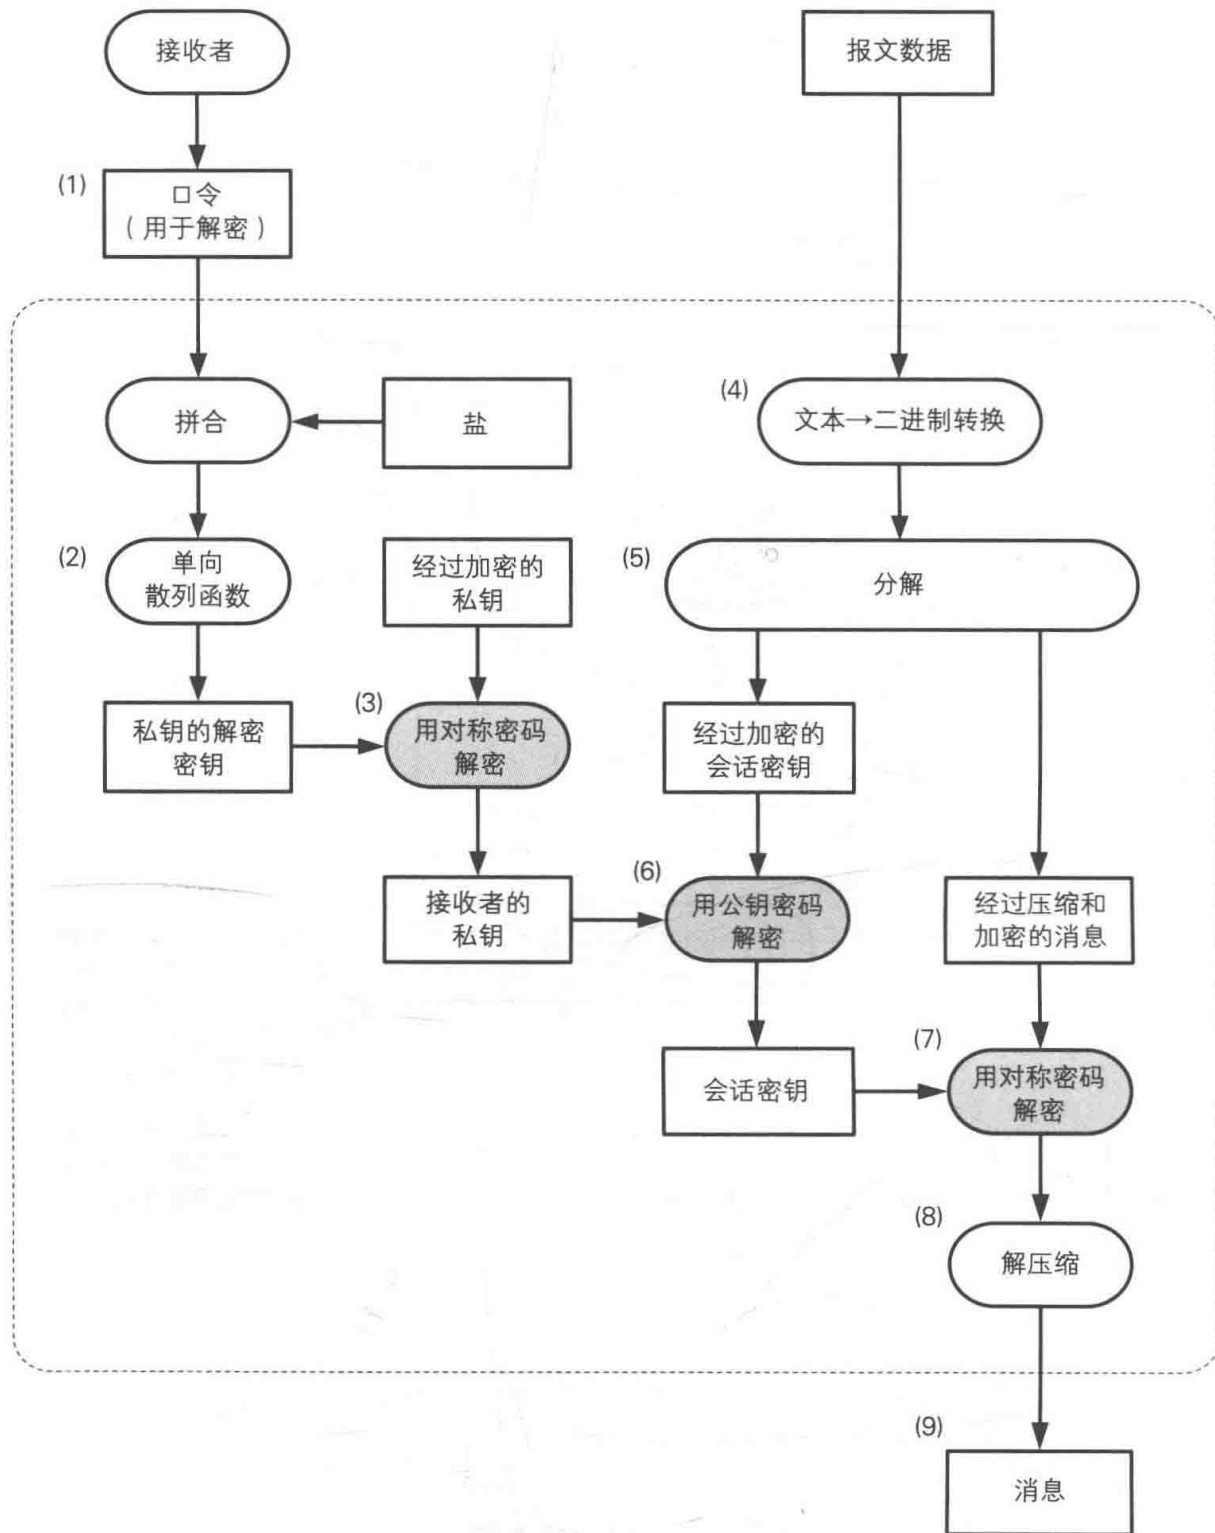 接收者
报文数据
(1)
口令
（用于解密）
拼合
盐
(4)
文本→二进制转换
(2)
单向
散列函数
经过加密的
私钥
(5)
分解
私钥的解密
密钥
(3)
用对称密码
解密
经过加密的
会话密钥
接收者的
私钥
(6)
用公钥密码
解密
经过压缩和
加密的消息
会话密钥
(7)
用对称密码
解密
(8)
解压缩
(9)
消息